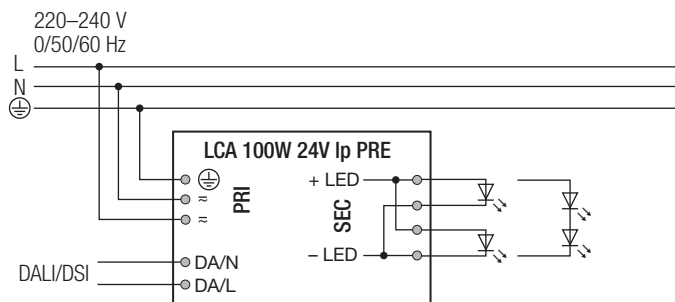 220–240 V
0/50/60 Hz
L
N
LCA 100W 24V lp PRE
PRI
≂
≂
+ LED
SEC
– LED
DALI/DSI
DA/N
DA/L